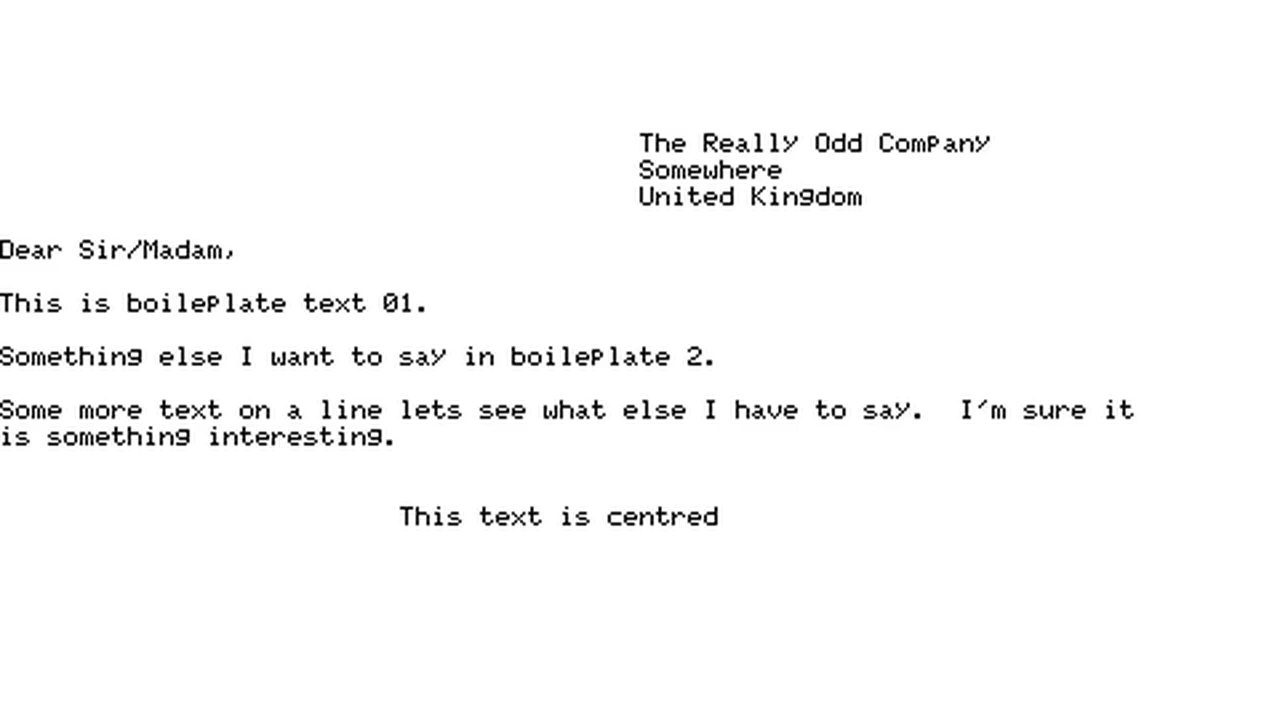 The Really Odd Company
Somewhere
United Kingdom
Dear Sir/Madam,
This is boileplate text 01.
Something else I want to say in boileplate 2.
Some more text on a line lets see what else I have to say.  I'm sure it
is something interesting.
This text is centred